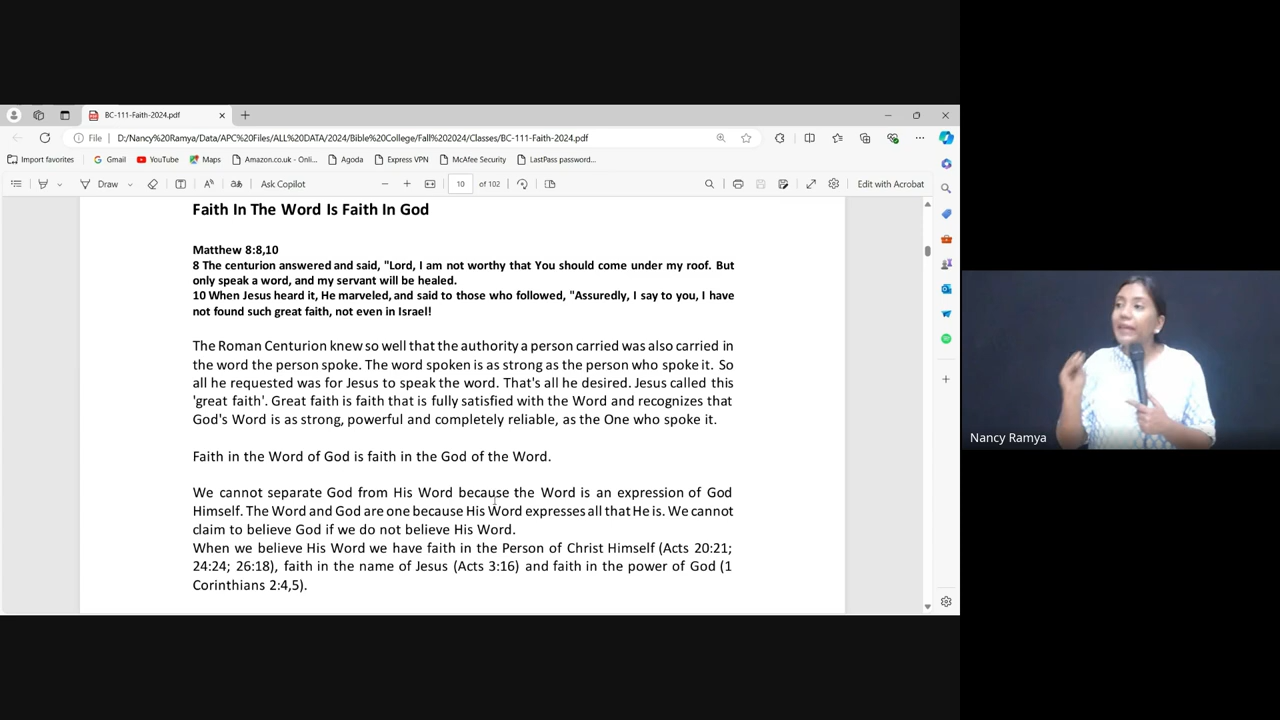 BC-111-Faith-2024.pdf
File
D:/Nancy%20Ramya/Data/APC%20Files/ALL%20DATA/2024/Bible%20College/Fall%202024/Classes/BC-111-Faith-2024.pdf
Import favorites
Gmail
YouTube
Maps
Amazon.co.uk - Onli...
Agoda
Express VPN
McAfee Security
LastPass password...
Draw
Ask Copilot
10 of 102
Edit with Acrobat
Faith In The Word Is Faith In God
Matthew 8:8,10
8 The centurion answered and said, "Lord, I am not worthy that You should come under my roof. But
only speak a word, and my servant will be healed.
10 When Jesus heard it, He marveled, and said to those who followed, "Assuredly, I say to you, I have
not found such great faith, not even in Israel!
The Roman Centurion knew so well that the authority a person carried was also carried in
the word the person spoke. The word spoken is as strong as the person who spoke it. So
all he requested was for Jesus to speak the word. That's all he desired. Jesus called this
'great faith'. Great faith is faith that is fully satisfied with the Word and recognizes that
God's Word is as strong, powerful and completely reliable, as the One who spoke it.
Faith in the Word of God is faith in the God of the Word.
We cannot separate God from His Word because the Word is an expression of God
Himself. The Word and God are one because His Word expresses all that He is. We cannot
claim to believe God if we do not believe His Word.
When we believe His Word we have faith in the Person of Christ Himself (Acts 20:21;
24:24; 26:18), faith in the name of Jesus (Acts 3:16) and faith in the power of God (1
Corinthians 2:4,5).
Nancy Ramya